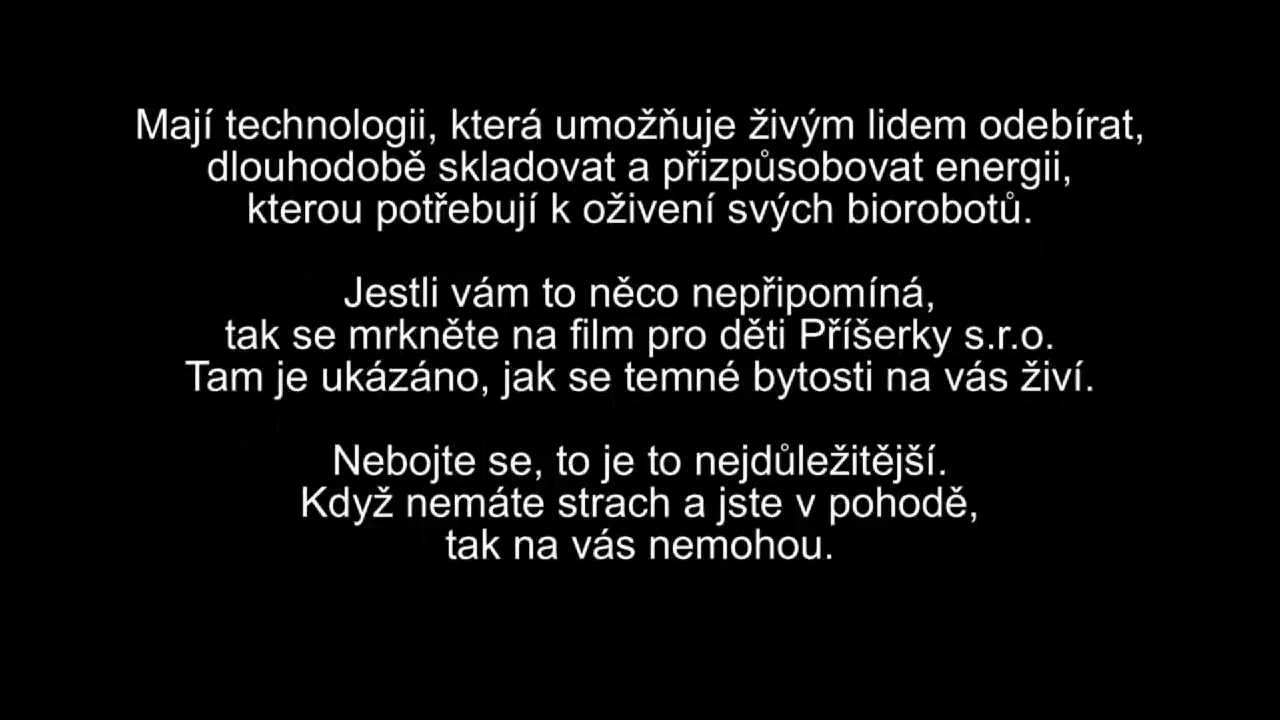 Mají technologii, která umožňuje živým lidem odebírat,
dlouhodobě skladovat a přizpůsobovat energii,
kterou potřebují k oživení svých biorobotů.
Jestli vám to něco nepřipomíná,
tak se mrkněte na film pro děti Příšerky s.r.o.
Tam je ukázáno, jak se temné bytosti na vás živí.
Nebojte se, to je to nejdůležitější.
Když nemáte strach a jste v pohodě,
tak na vás nemohou.